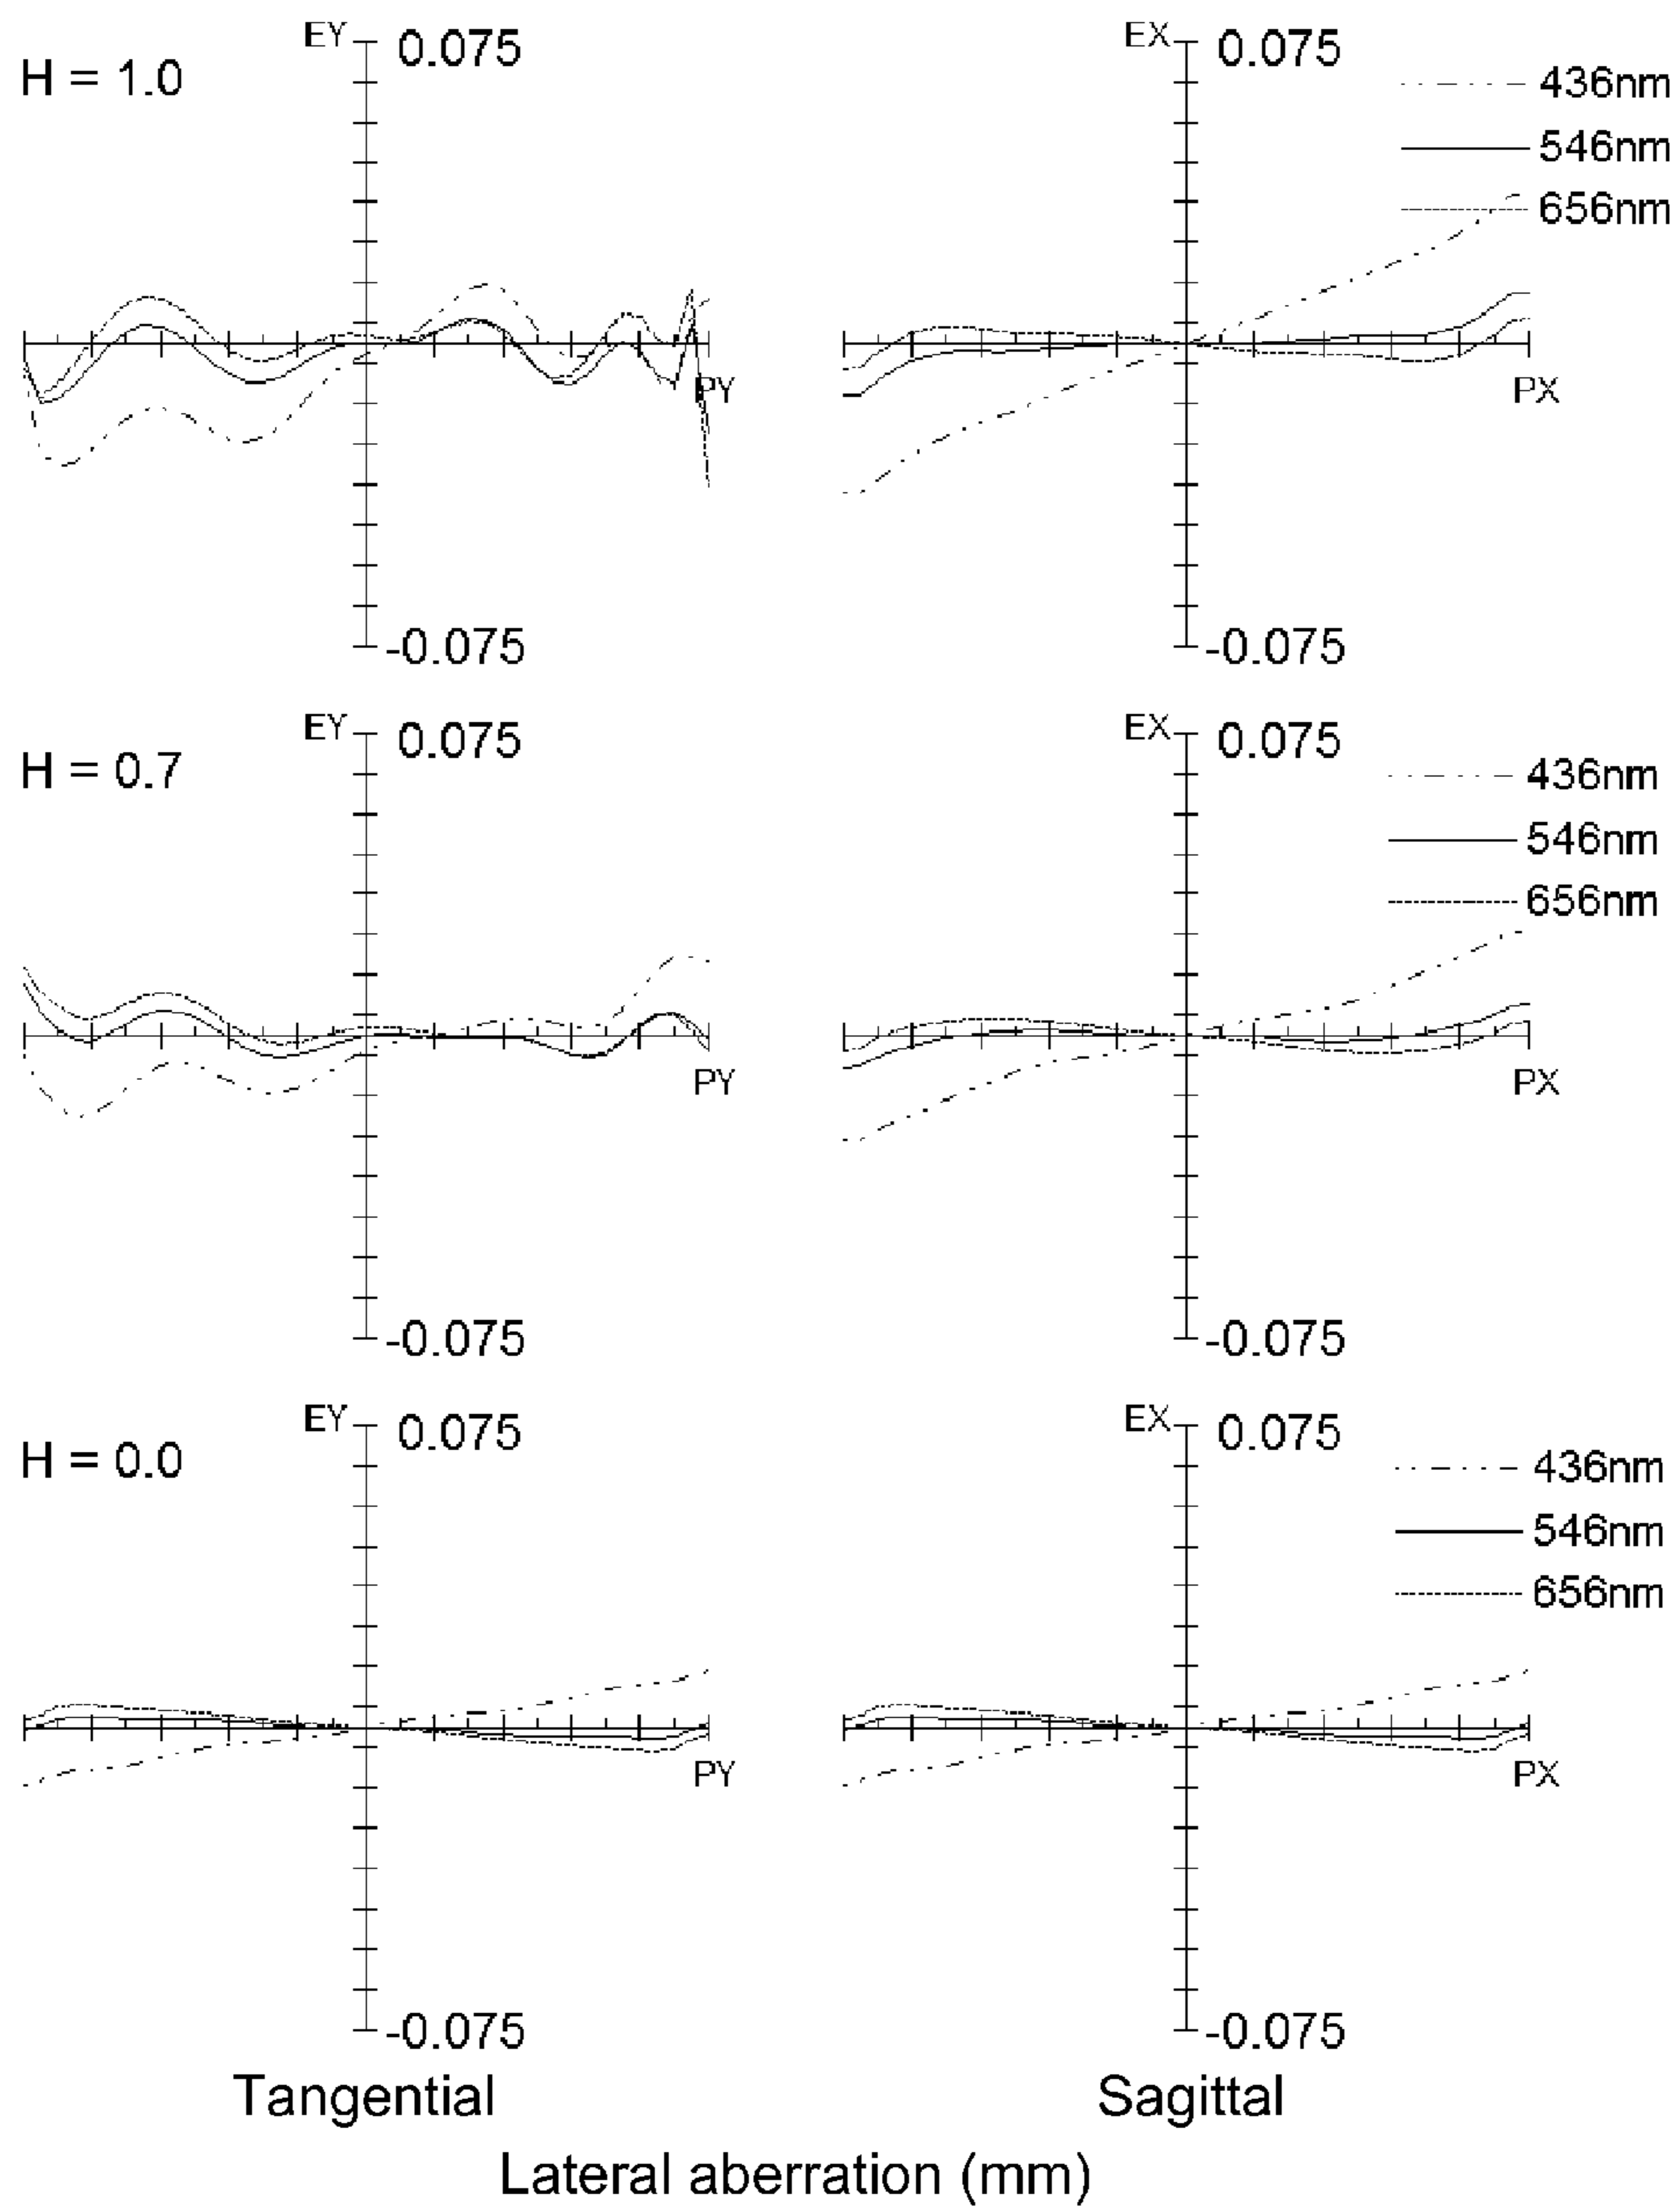 EY 0.075 EX 0.075
H = 1.0
436nm
546nm
656nm
PY PX
-0.075 -0.075
EY 0.075 EX 0.075
H = 0.7
436nm
546nm
656nm
PY PX
-0.075 -0.075
EY 0.075 EX 0.075
H = 0.0
436nm
546nm
656nm
PY PX
-0.075 -0.075
Tangential Sagittal
Lateral aberration (mm)